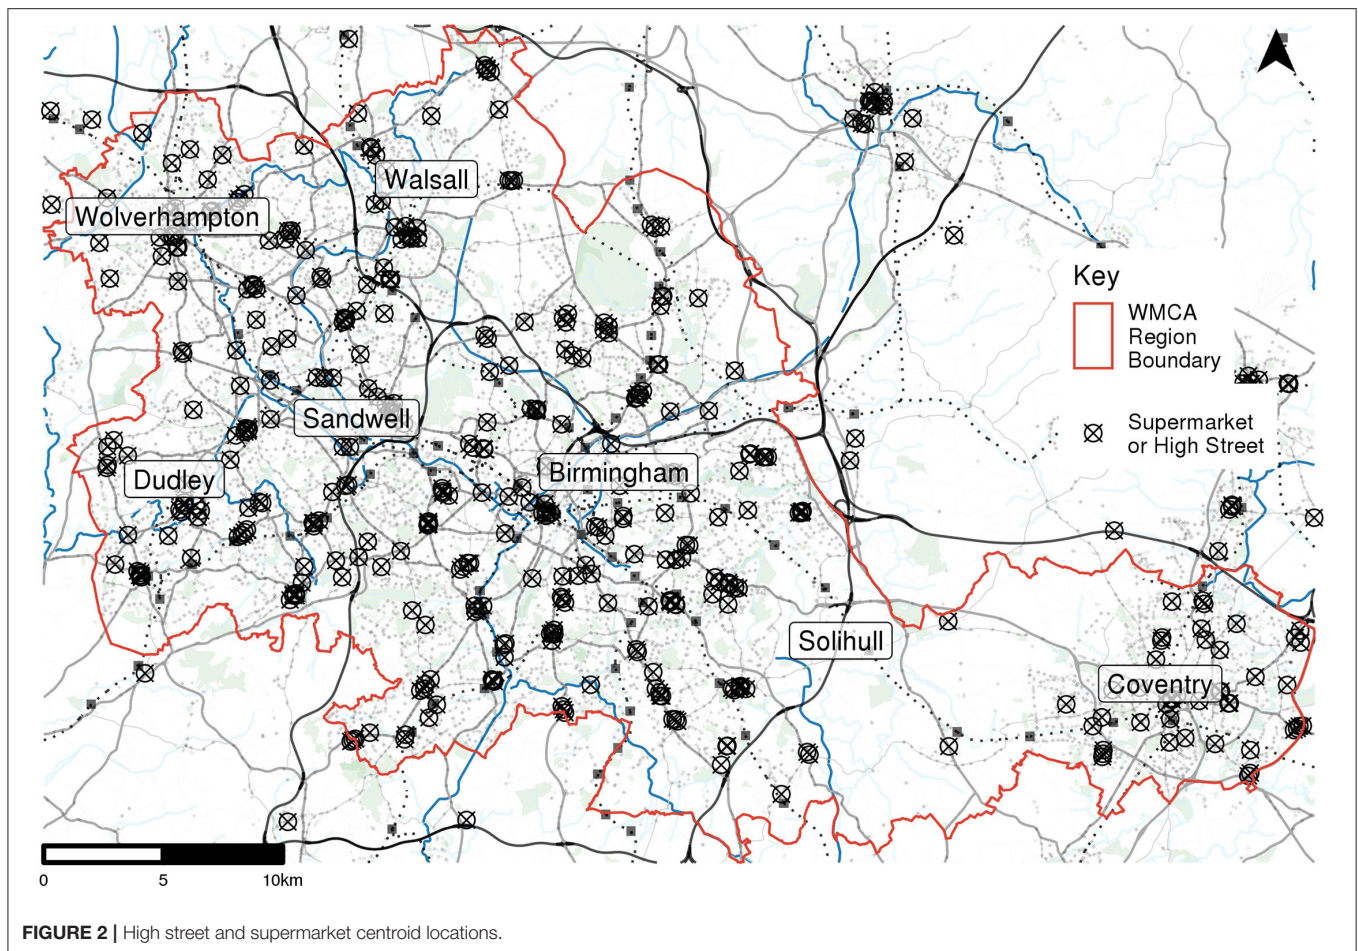 Walsall
Wolverhampton
Key
WMCA
Region
Boundary
Sandwell
Supermarket
or High Street
Dudley
Birmingham
Solihull
Coventry
0 5 10km
FIGURE 2 | High street and supermarket centroid locations.